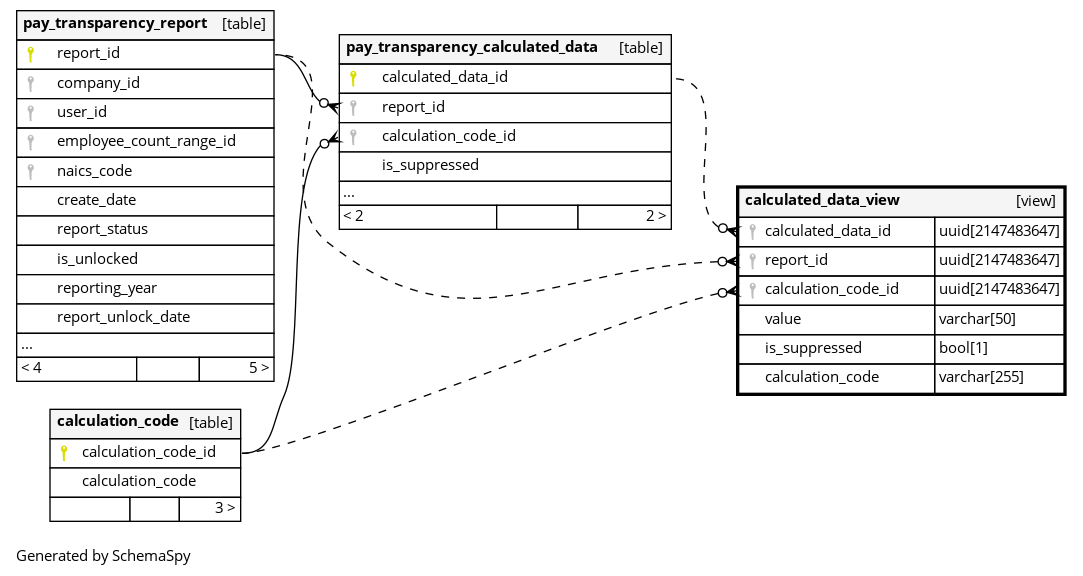 pay_transparency_report [table]
report_id
company_id
user_id
employee_count_range_id
naics_code
create_date
report_status
is_unlocked
reporting_year
report_unlock_date
...
< 4 5 >
pay_transparency_calculated_data [table]
calculated_data_id
report_id
calculation_code_id
is_suppressed
...
< 2 2 >
calculated_data_view [view]
calculated_data_id uuid[2147483647]
report_id uuid[2147483647]
calculation_code_id uuid[2147483647]
value varchar[50]
is_suppressed bool[1]
calculation_code varchar[255]
calculation_code [table]
calculation_code_id
calculation_code
3 >
Generated by SchemaSpy